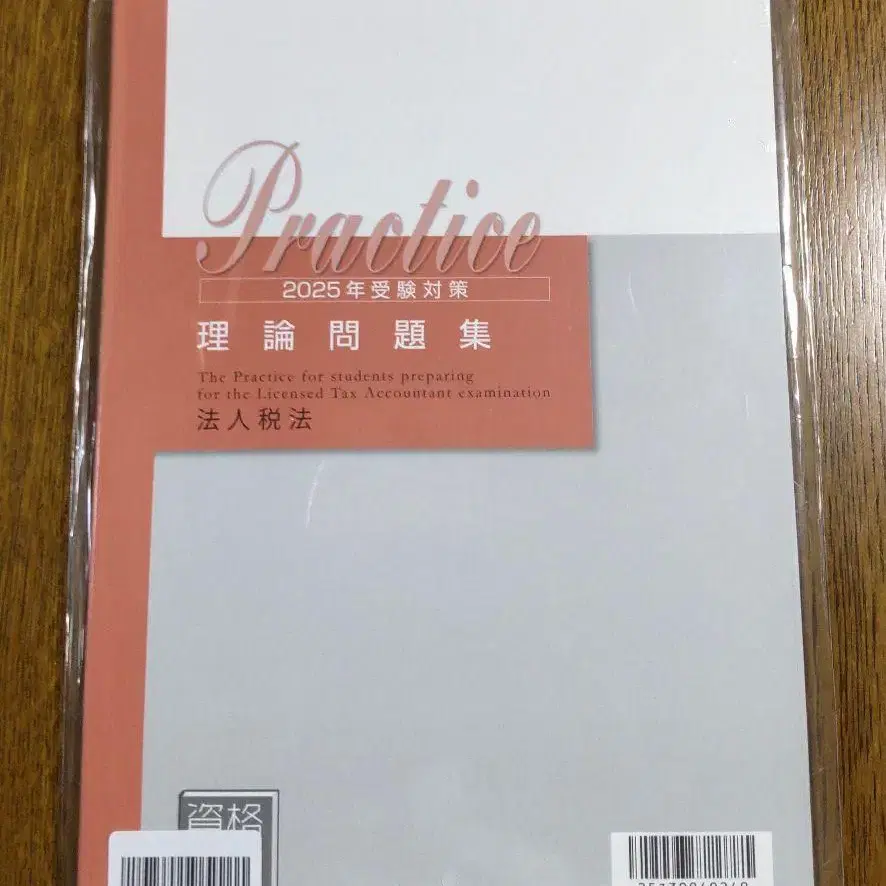 Practice
2025年受験対策
理論問題集
The Practice for students preparing
for the Licensed Tax Accountant examination
法人税法
資格